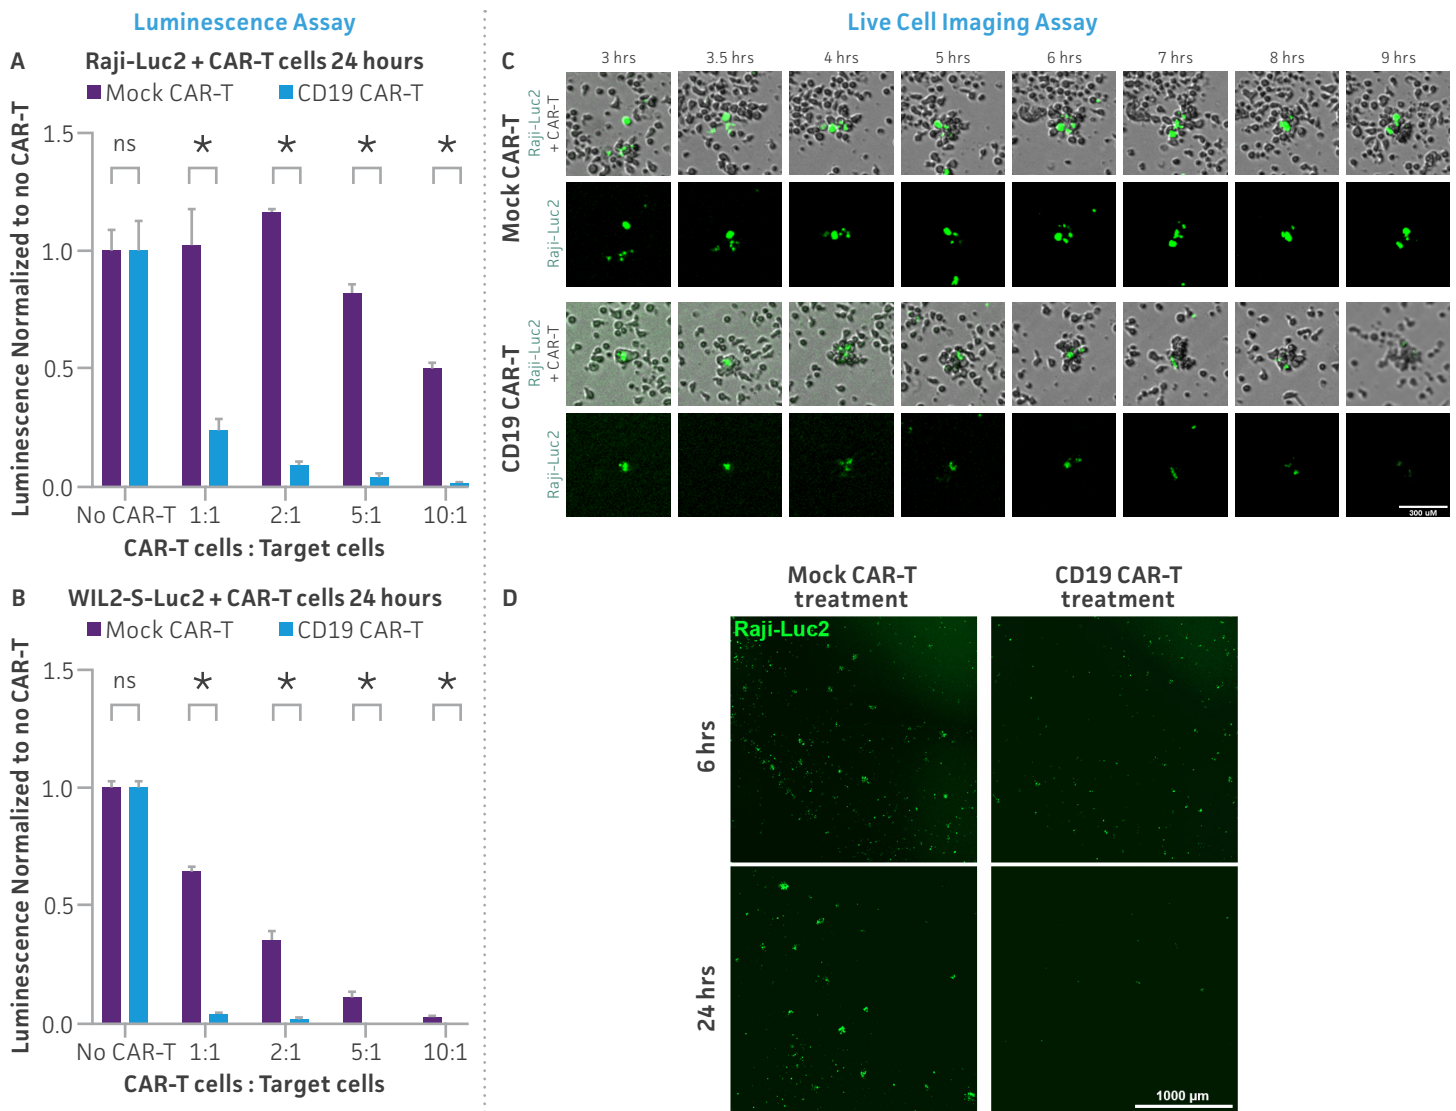 Luminescence Assay
A
Raji-Luc2 + CAR-T cells 24 hours
Mock CAR-T
CD19 CAR-T
Luminescence Normalized to no CAR-T
1.5
1.0
0.5
0.0
ns
*
*
*
*
No CAR-T
1:1
2:1
5:1
10:1
CAR-T cells : Target cells
B
WIL2-S-Luc2 + CAR-T cells 24 hours
Mock CAR-T
CD19 CAR-T
Luminescence Normalized to no CAR-T
1.5
1.0
0.5
0.0
ns
*
*
*
*
No CAR-T
1:1
2:1
5:1
10:1
CAR-T cells : Target cells
Live Cell Imaging Assay
C
3 hrs
3.5 hrs
4 hrs
5 hrs
6 hrs
7 hrs
8 hrs
9 hrs
Mock CAR-T
Raji-Luc2
+ CAR-T
Raji-Luc2
CD19 CAR-T
Raji-Luc2
+ CAR-T
Raji-Luc2
300 uM
D
Mock CAR-T
treatment
CD19 CAR-T
treatment
Raji-Luc2
6 hrs
24 hrs
1000 µm